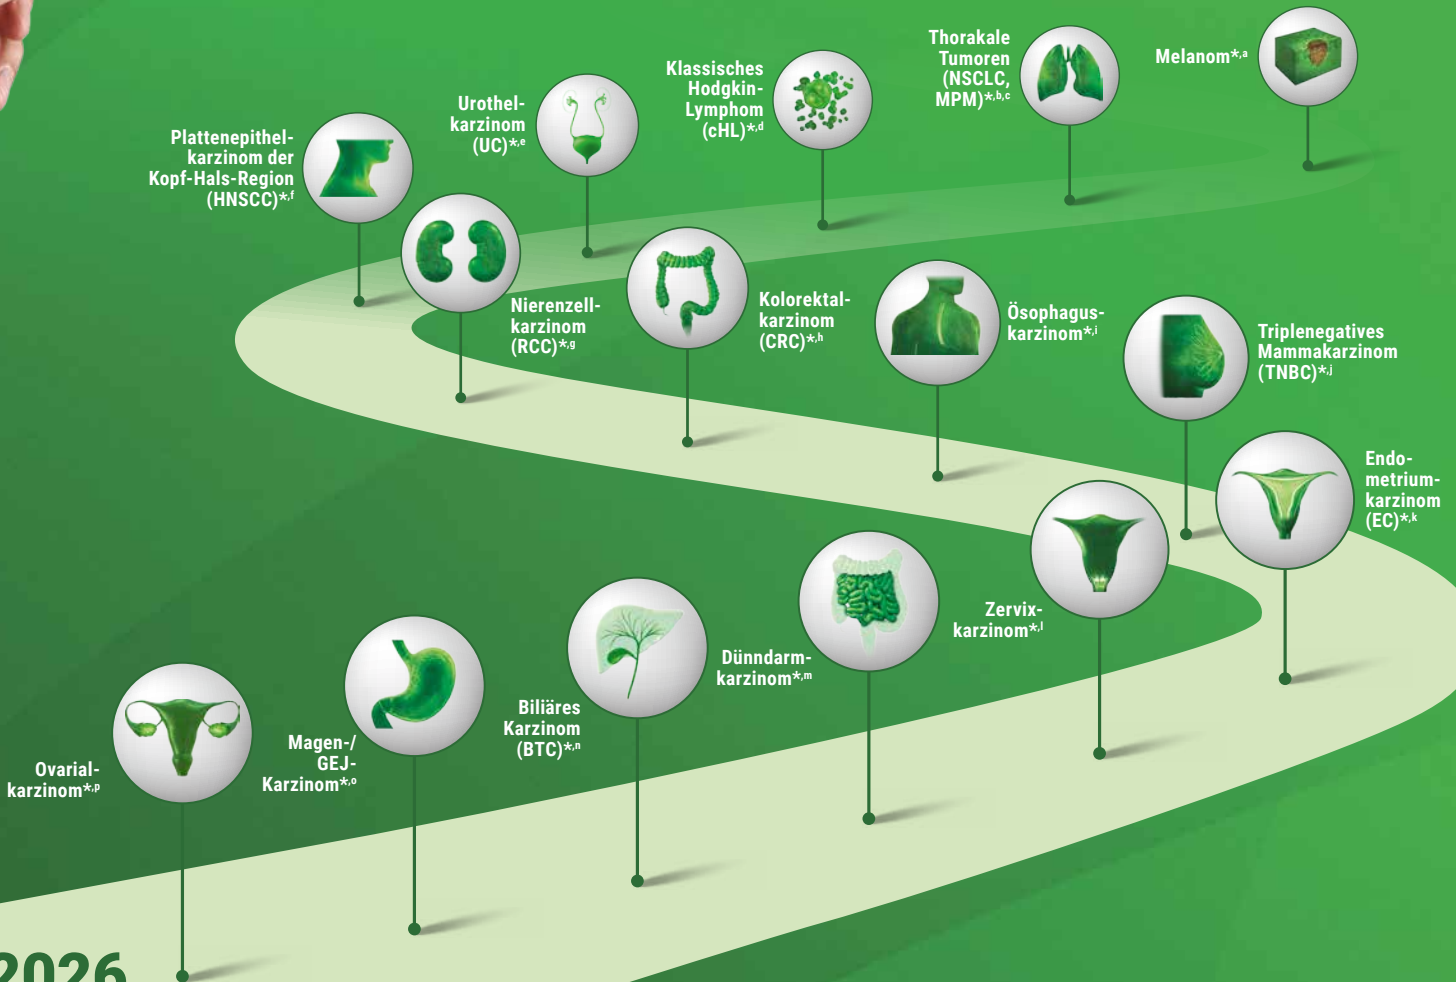 Melanom*,a
Thorakale
Tumoren
(NSCLC,
MPM)*,b,c
Klassisches
Hodgkin-
Lymphom
(cHL)*,d
Urothel-
karzinom
(UC)*,e
Plattenepithel-
karzinom der
Kopf-Hals-Region
(HNSCC)*,f
Nierenzell-
karzinom
(RCC)*,g
Kolorektal-
karzinom
(CRC)*,h
Ösophagus-
karzinom*,i
Triplenegatives
Mammakarzinom
(TNBC)*,j
Endo-
metrium-
karzinom
(EC)*,k
Zervix-
karzinom*,l
Dünndarm-
karzinom*,m
Biliäres
Karzinom
(BTC)*,n
Magen-/
GEJ-
Karzinom*,o
Ovarial-
karzinom*,p
2026